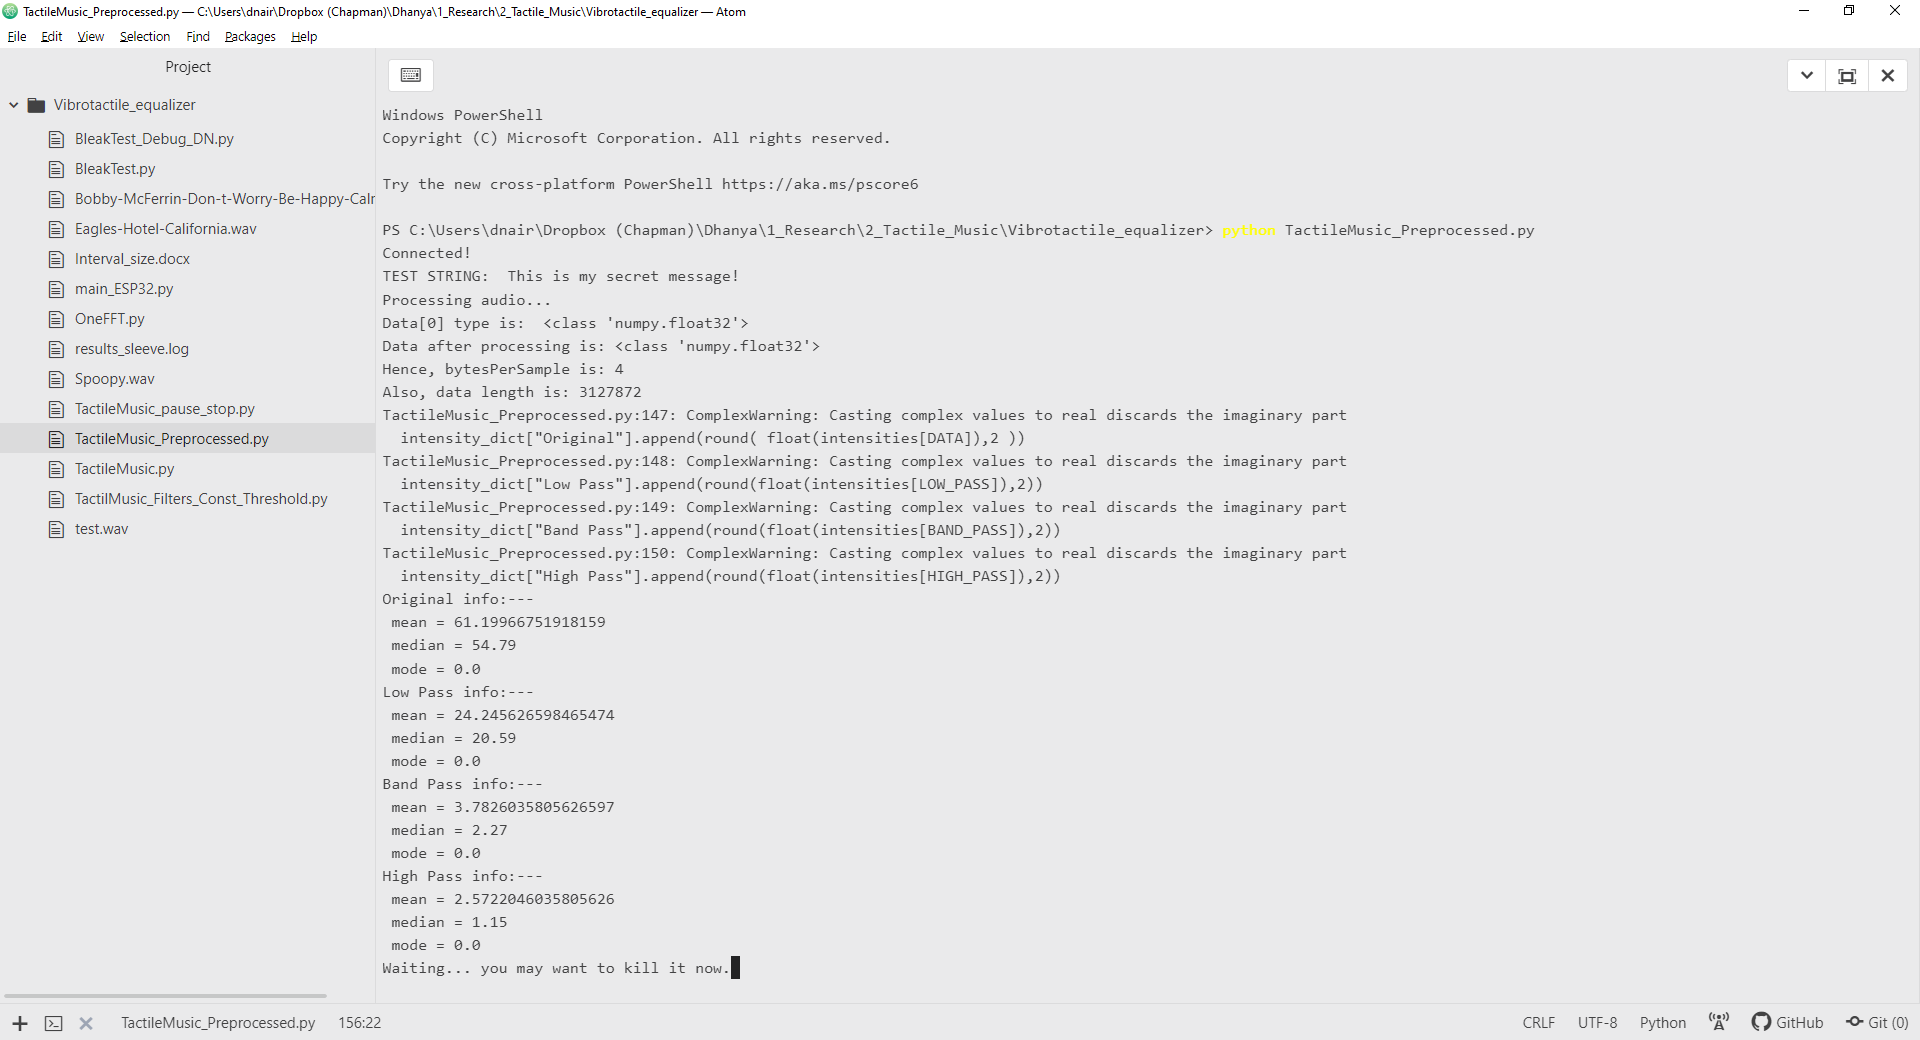 TactileMusic_Preprocessed.py — C:\Users\dnair\Dropbox (Chapman)\Dhanya\1_Research\2_Tactile_Music\Vibrotactile_equalizer — Atom
File Edit View Selection Find Packages Help
Project
Vibrotactile_equalizer
BleakTest_Debug_DN.py
BleakTest.py
Bobby-McFerrin-Don-t-Worry-Be-Happy-Calr
Eagles-Hotel-California.wav
Interval_size.docx
main_ESP32.py
OneFFT.py
results_sleeve.log
Spoopy.wav
TactileMusic_pause_stop.py
TactileMusic_Preprocessed.py
TactileMusic.py
TactilMusic_Filters_Const_Threshold.py
test.wav
Windows PowerShell
Copyright (C) Microsoft Corporation. All rights reserved.
Try the new cross-platform PowerShell https://aka.ms/pscore6
PS C:\Users\dnair\Dropbox (Chapman)\Dhanya\1_Research\2_Tactile_Music\Vibrotactile_equalizer> python TactileMusic_Preprocessed.py
Connected!
TEST STRING:  This is my secret message!
Processing audio...
Data[0] type is:  <class 'numpy.float32'>
Data after processing is: <class 'numpy.float32'>
Hence, bytesPerSample is: 4
Also, data length is: 3127872
TactileMusic_Preprocessed.py:147: ComplexWarning: Casting complex values to real discards the imaginary part
  intensity_dict["Original"].append(round( float(intensities[DATA]),2 ))
TactileMusic_Preprocessed.py:148: ComplexWarning: Casting complex values to real discards the imaginary part
  intensity_dict["Low Pass"].append(round(float(intensities[LOW_PASS]),2))
TactileMusic_Preprocessed.py:149: ComplexWarning: Casting complex values to real discards the imaginary part
  intensity_dict["Band Pass"].append(round(float(intensities[BAND_PASS]),2))
TactileMusic_Preprocessed.py:150: ComplexWarning: Casting complex values to real discards the imaginary part
  intensity_dict["High Pass"].append(round(float(intensities[HIGH_PASS]),2))
Original info:---
 mean = 61.19966751918159
 median = 54.79
 mode = 0.0
Low Pass info:---
 mean = 24.245626598465474
 median = 20.59
 mode = 0.0
Band Pass info:---
 mean = 3.7826035805626597
 median = 2.27
 mode = 0.0
High Pass info:---
 mean = 2.5722046035805626
 median = 1.15
 mode = 0.0
Waiting... you may want to kill it now.
TactileMusic_Preprocessed.py 156:22 CRLF UTF-8 Python GitHub Git (0)